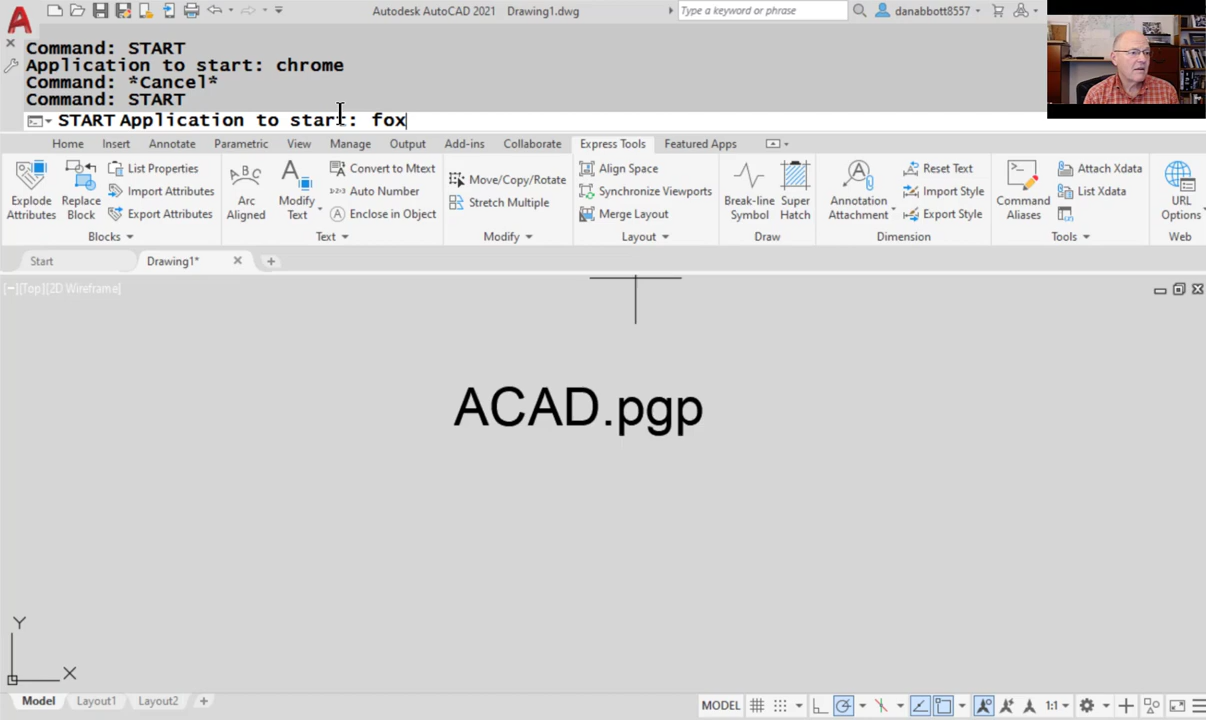 Autodesk AutoCAD 2021 Drawing1.dwg
Type a keyword or phrase
danabbott8557
Command: START
Application to start: chrome
Command: *Cancel*
Command: START
START Application to start: fox
Home Insert Annotate Parametric View Manage Output Add-ins Collaborate Express Tools Featured Apps
Explode Attributes
Replace Block
List Properties
Import Attributes
Export Attributes
Blocks
Arc Aligned
Modify Text
Convert to Mtext
Auto Number
Enclose in Object
Text
Move/Copy/Rotate
Stretch Multiple
Modify
Align Space
Synchronize Viewports
Merge Layout
Layout
Break-line Symbol
Super Hatch
Draw
Annotation Attachment
Reset Text
Import Style
Export Style
Dimension
Command Aliases
Attach Xdata
List Xdata
Tools
URL Options
Web
Start Drawing1*
[−][Top][2D Wireframe]
ACAD.pgp
Y
X
Model Layout1 Layout2
MODEL 1:1